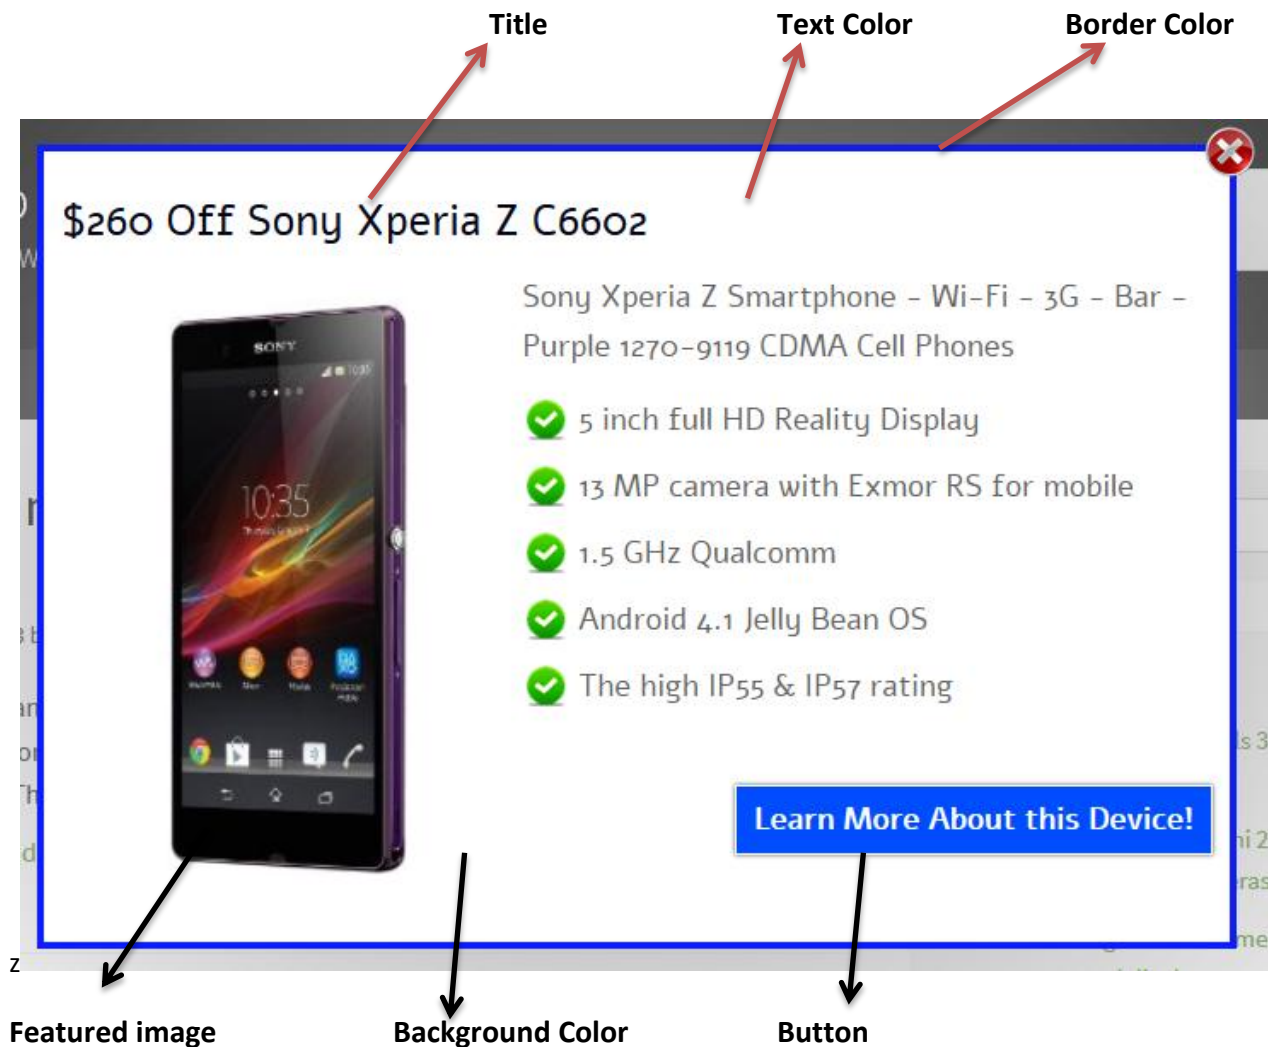 Title Text Color Border Color
$260 Off Sony Xperia Z C6602
Sony Xperia Z Smartphone - Wi-Fi - 3G - Bar -
Purple 1270-9119 CDMA Cell Phones
SONY
10:35
5 inch full HD Reality Display
13 MP camera with Exmor RS for mobile
10:35
1.5 GHz Qualcomm
Android 4.1 Jelly Bean OS
The high IP55 & IP57 rating
Learn More About this Device!
z
Featured image Background Color Button